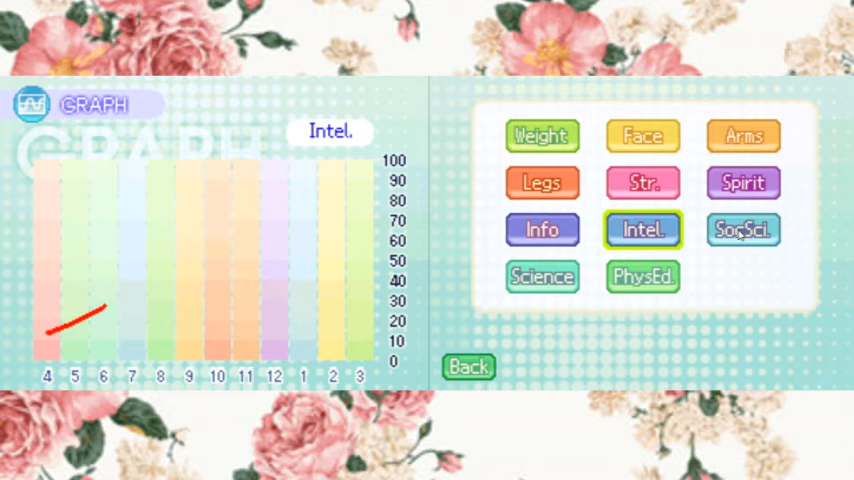 GRAPH
GRAPH
Intel.
100
90
80
70
60
50
40
30
20
10
0
4 5 6 7 8 9 10 11 12 1 2 3
Weight Face Arms
Legs Str. Spirit
Info Intel. SocSci.
Science PhysEd.
Back